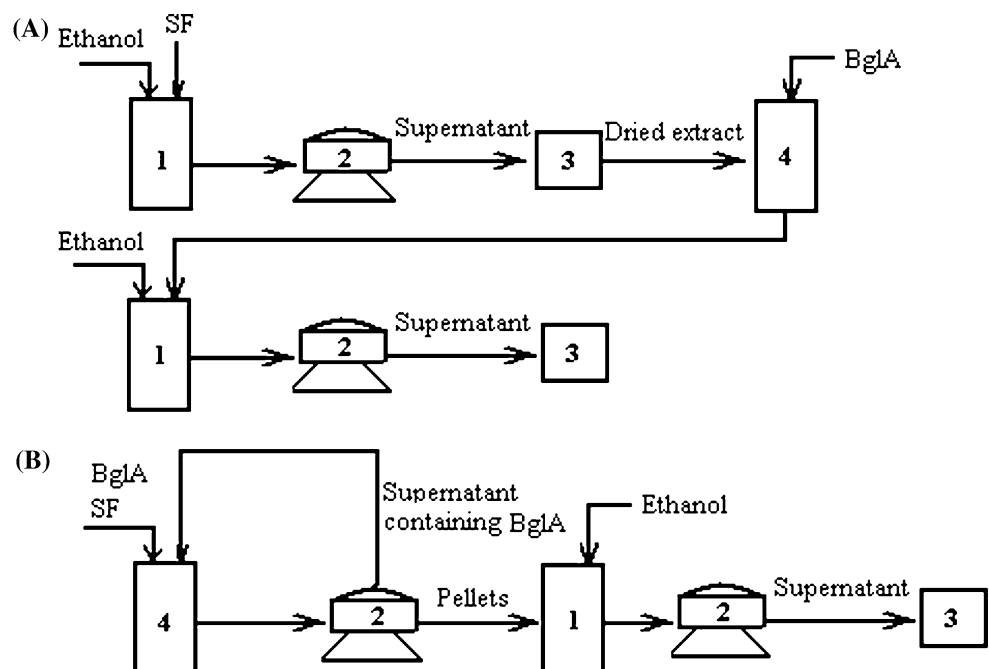 (A)
SF
Ethanol
BglA
1
2
Supernatant
3
Dried extract
4
Ethanol
1
2
Supernatant
3
(B)
BglA
SF
Supernatant
containing BglA
Ethanol
4
2
Pellets
1
2
Supernatant
3